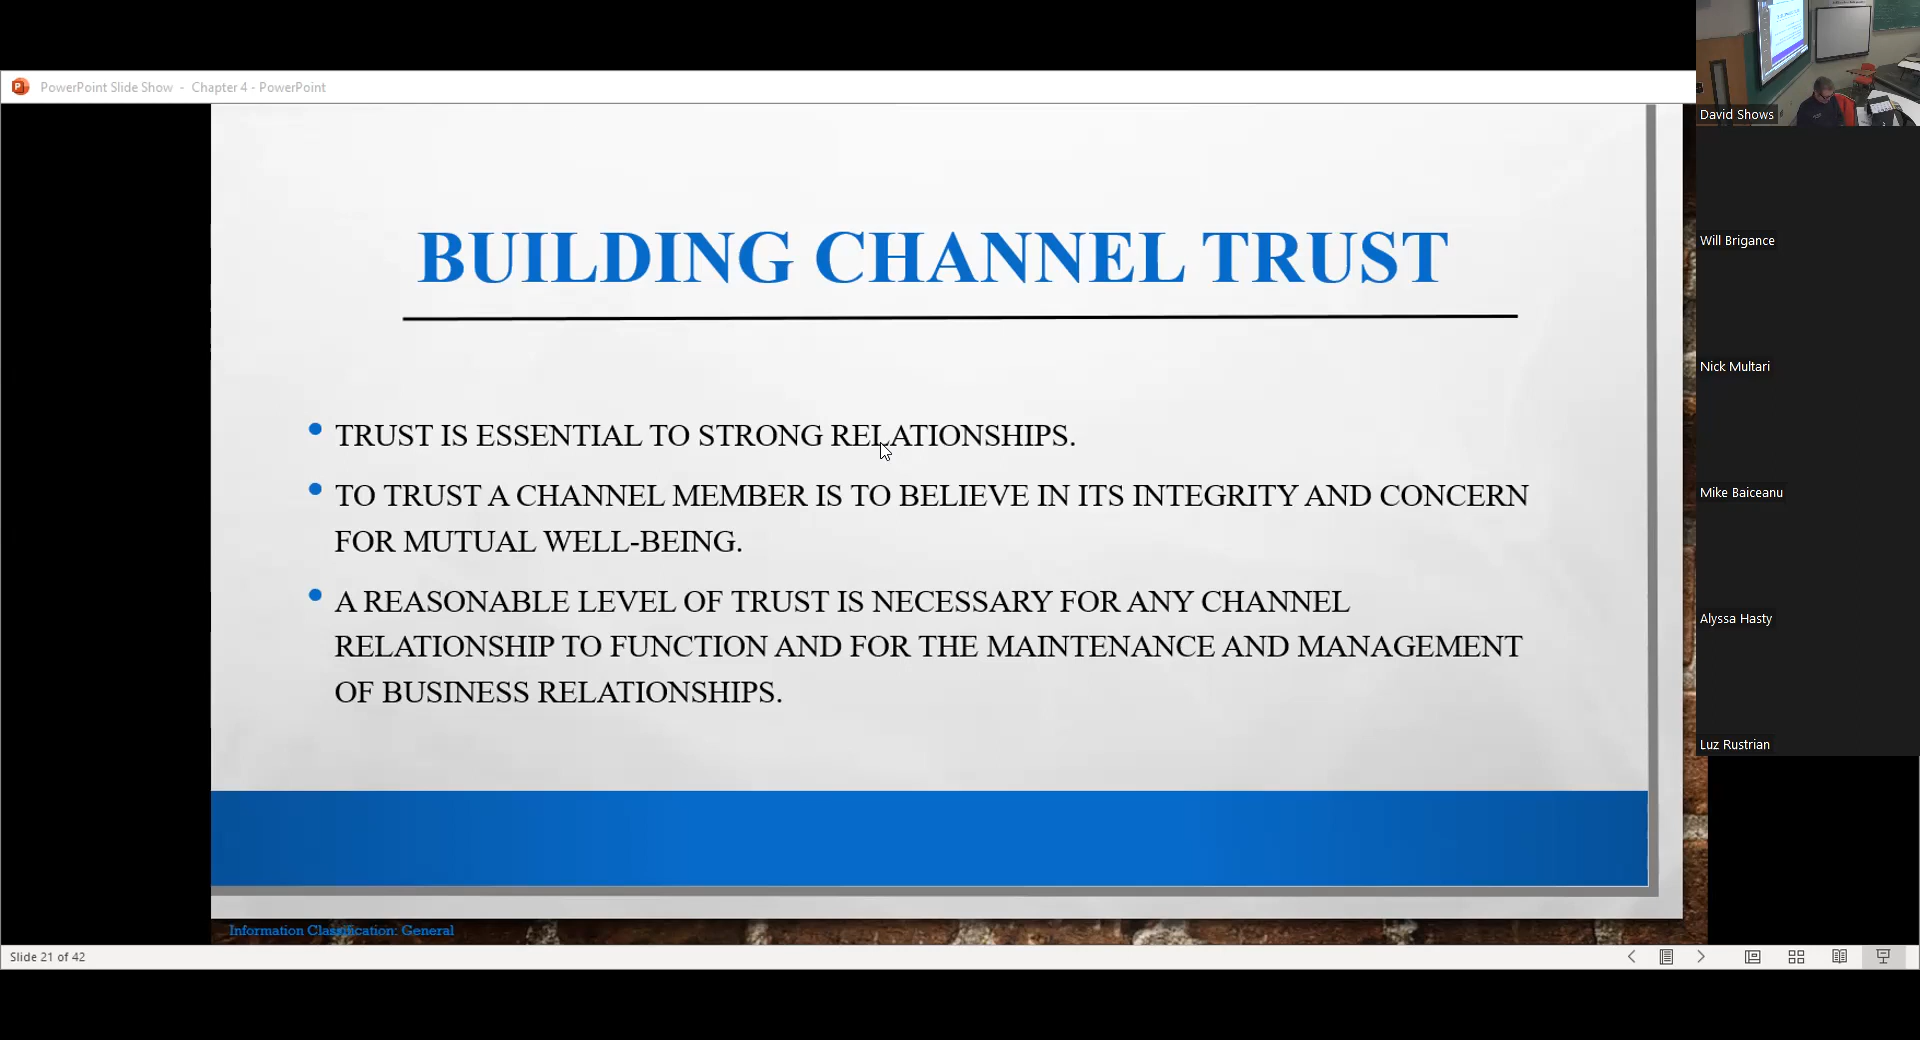 PowerPoint Slide Show - Chapter 4 - PowerPoint
BUILDING CHANNEL TRUST
• TRUST IS ESSENTIAL TO STRONG RELATIONSHIPS.
• TO TRUST A CHANNEL MEMBER IS TO BELIEVE IN ITS INTEGRITY AND CONCERN
FOR MUTUAL WELL-BEING.
• A REASONABLE LEVEL OF TRUST IS NECESSARY FOR ANY CHANNEL
RELATIONSHIP TO FUNCTION AND FOR THE MAINTENANCE AND MANAGEMENT
OF BUSINESS RELATIONSHIPS.
Information Classification: General
Slide 21 of 42
David Shows
Will Brigance
Nick Multari
Mike Baiceanu
Alyssa Hasty
Luz Rustrian